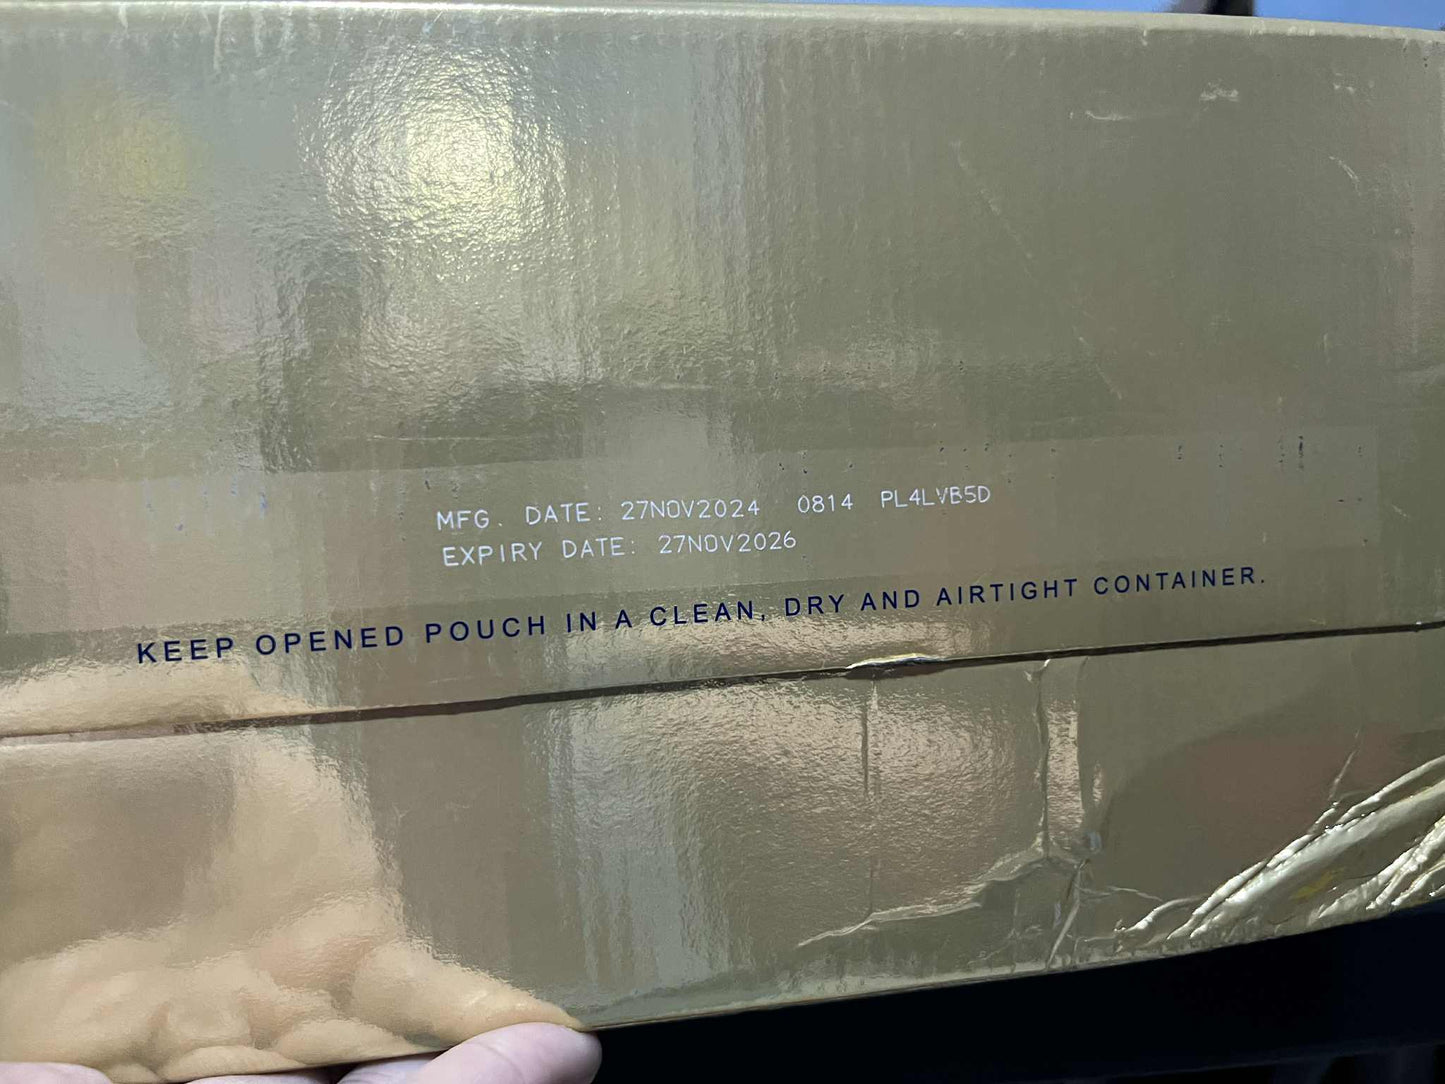 MFG. DATE: 27NOV2024 0814 PL4LVB5D
EXPIRY DATE: 27NOV2026
KEEP OPENED POUCH IN A CLEAN, DRY AND AIRTIGHT CONTAINER.